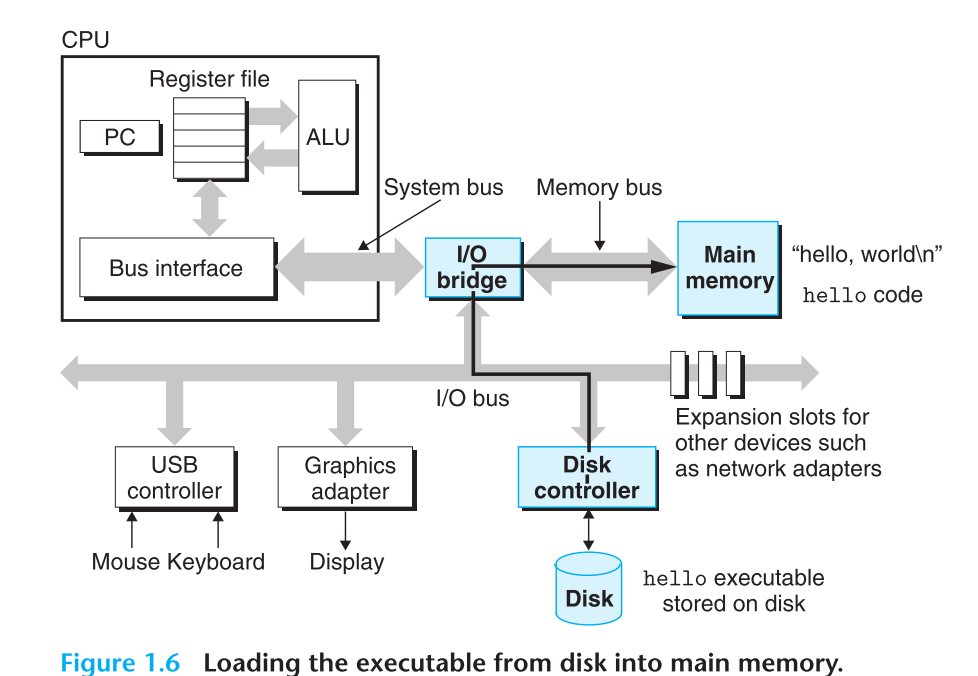 CPU
Register file
PC
ALU
System bus
Memory bus
Bus interface
I/O
bridge
Main
memory
“hello, world\n”
hello code
I/O bus
Expansion slots for
other devices such
as network adapters
USB
controller
Graphics
adapter
Disk
controller
Mouse Keyboard
Display
Disk
hello executable
stored on disk
Figure 1.6 Loading the executable from disk into main memory.